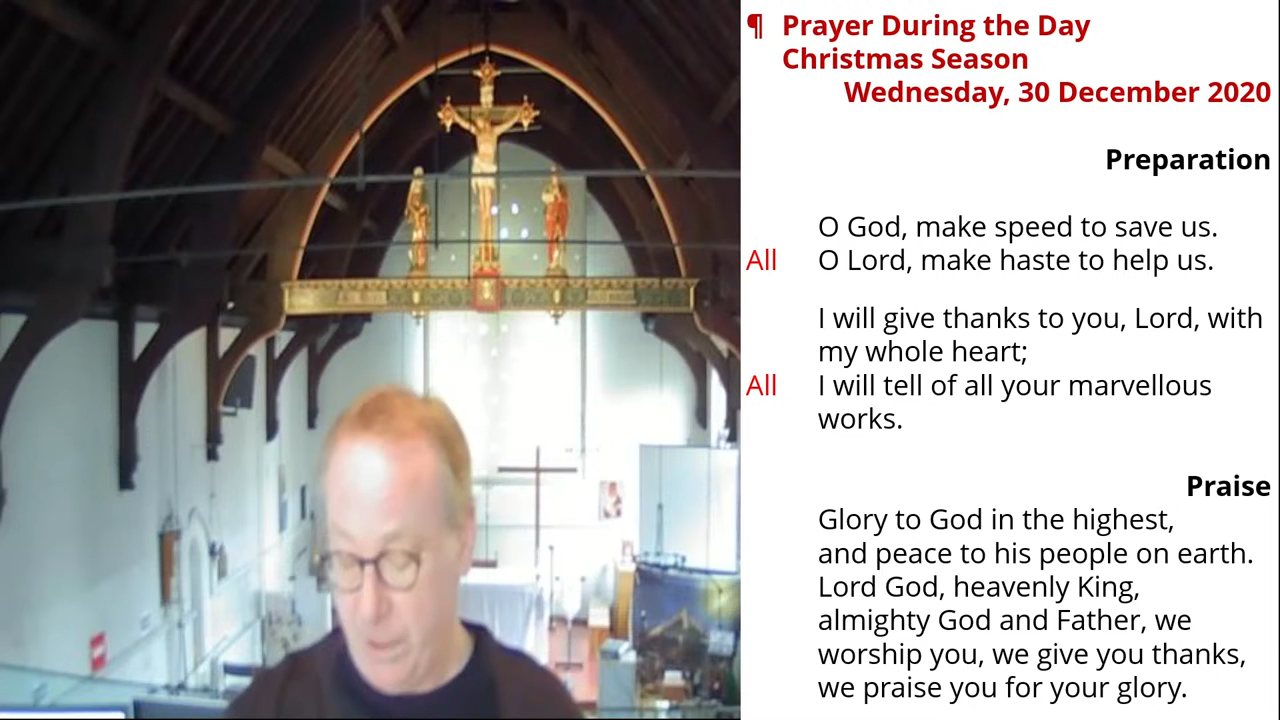 ¶ Prayer During the Day
Christmas Season
Wednesday, 30 December 2020
Preparation
O God, make speed to save us.
All O Lord, make haste to help us.
I will give thanks to you, Lord, with
my whole heart;
All I will tell of all your marvellous
works.
Praise
Glory to God in the highest,
and peace to his people on earth.
Lord God, heavenly King,
almighty God and Father, we
worship you, we give you thanks,
we praise you for your glory.